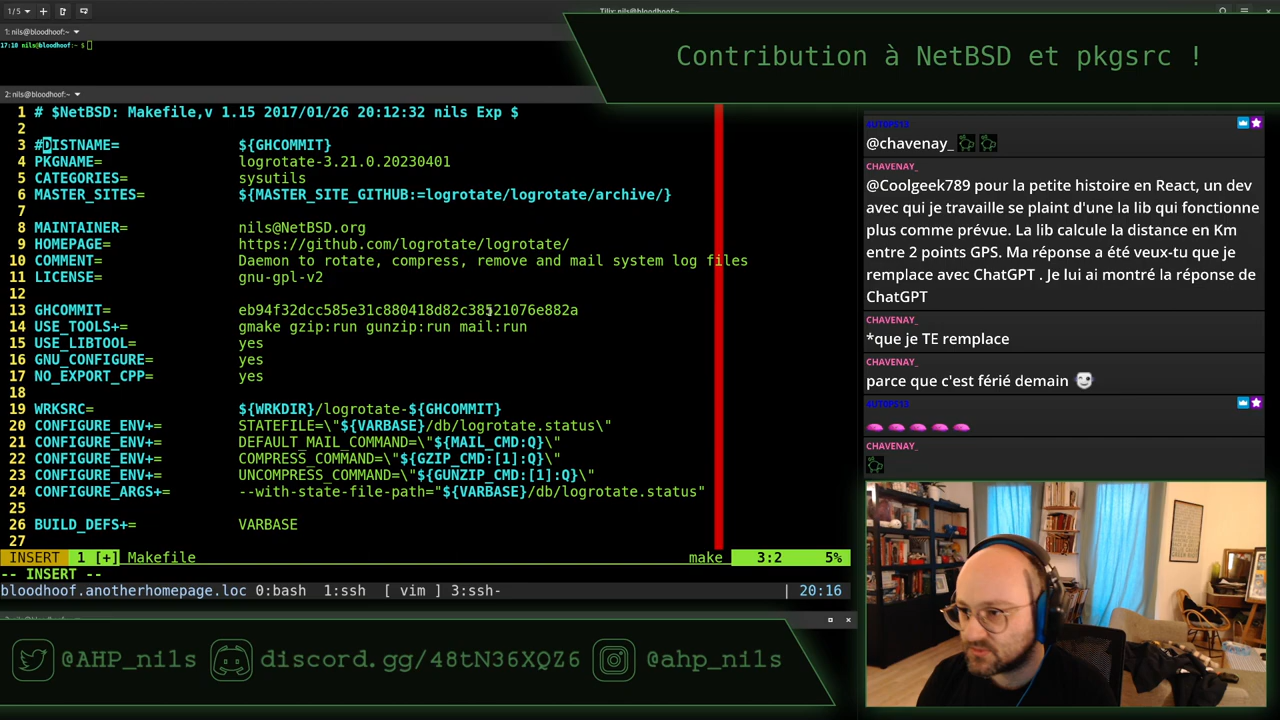 1/5
Tilix: nils@bloodhoof:~
1: nils@bloodhoof:~
17:10 nils@bloodhoof:~ $
Contribution à NetBSD et pkgsrc !
2: nils@bloodhoof:~
1 # $NetBSD: Makefile,v 1.15 2017/01/26 20:12:32 nils Exp $
2
3 #DISTNAME= ${GHCOMMIT}
4 PKGNAME= logrotate-3.21.0.20230401
5 CATEGORIES= sysutils
6 MASTER_SITES= ${MASTER_SITE_GITHUB:=logrotate/logrotate/archive/}
7
8 MAINTAINER= nils@NetBSD.org
9 HOMEPAGE= https://github.com/logrotate/logrotate/
10 COMMENT= Daemon to rotate, compress, remove and mail system log files
11 LICENSE= gnu-gpl-v2
12
13 GHCOMMIT= eb94f32dcc585e31c880418d82c38521076e882a
14 USE_TOOLS+= gmake gzip:run gunzip:run mail:run
15 USE_LIBTOOL= yes
16 GNU_CONFIGURE= yes
17 NO_EXPORT_CPP= yes
18
19 WRKSRC= ${WRKDIR}/logrotate-${GHCOMMIT}
20 CONFIGURE_ENV+= STATEFILE=\"${VARBASE}/db/logrotate.status\"
21 CONFIGURE_ENV+= DEFAULT_MAIL_COMMAND=\"${MAIL_CMD:Q}\"
22 CONFIGURE_ENV+= COMPRESS_COMMAND=\"${GZIP_CMD:[1]:Q}\"
23 CONFIGURE_ENV+= UNCOMPRESS_COMMAND=\"${GUNZIP_CMD:[1]:Q}\"
24 CONFIGURE_ARGS+= --with-state-file-path="${VARBASE}/db/logrotate.status"
25
26 BUILD_DEFS+= VARBASE
27
INSERT 1 [+] Makefile make 3:2 5%
-- INSERT --
bloodhoof.anotherhomepage.loc 0:bash 1:ssh [ vim ] 3:ssh- | 20:16
4UT0PS13
@chavenay_
CHAVENAY_
@Coolgeek789 pour la petite histoire en React, un dev
avec qui je travaille se plaint d'une la lib qui fonctionne
plus comme prévue. La lib calcule la distance en Km
entre 2 points GPS. Ma réponse a été veux-tu que je
remplace avec ChatGPT . Je lui ai montré la réponse de
ChatGPT
CHAVENAY_
*que je TE remplace
CHAVENAY_
parce que c'est férié demain
4UT0PS13
CHAVENAY_
@AHP_nils discord.gg/48tN36XQZ6 @ahp_nils